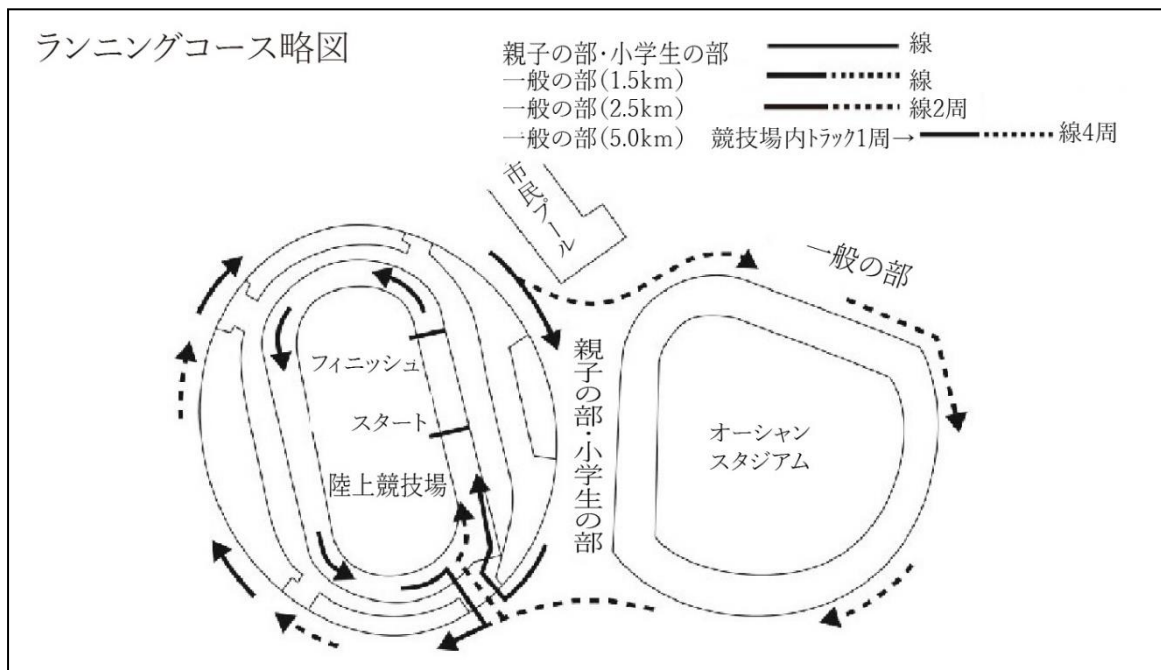 ランニングコース略図
親子の部・小学生の部 線
一般の部(1.5km) 線
一般の部(2.5km) 線2周
一般の部(5.0km) 競技場内トラック1周→ 線4周
市民プール
一般の部
フィニッシュ
スタート
陸上競技場
親子の部・小学生の部
オーシャン
スタジアム